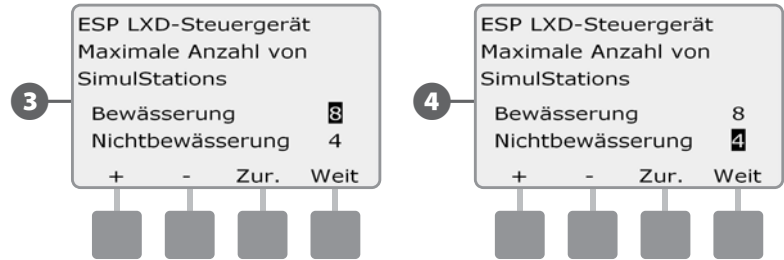 3
ESP LXD-Steuergerät
Maximale Anzahl von
SimulStations
Bewässerung 8
Nichtbewässerung 4
+ - Zur. Weit
4
ESP LXD-Steuergerät
Maximale Anzahl von
SimulStations
Bewässerung 8
Nichtbewässerung 4
+ - Zur. Weit